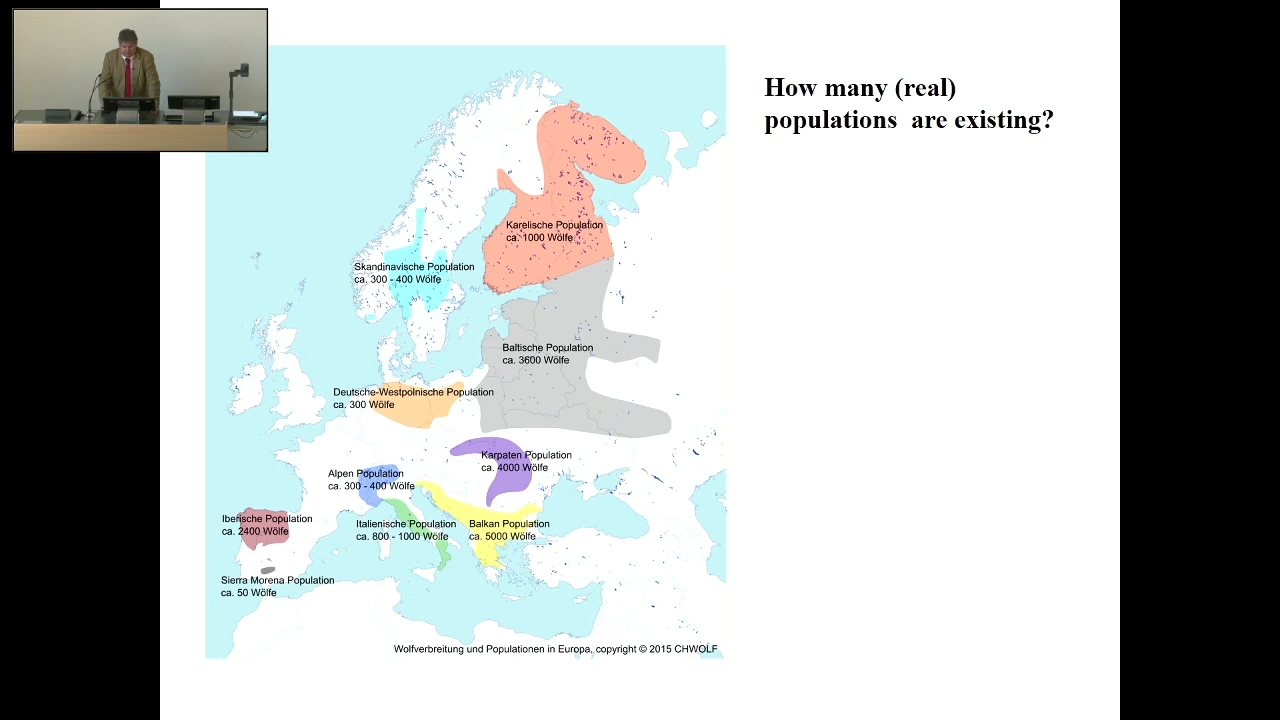 How many (real)
populations are existing?
Karelische Population
ca. 1000 Wölfe
Skandinavische Population
ca. 300 - 400 Wölfe
Baltische Population
ca. 3600 Wölfe
Deutsche-Westpolnische Population
ca. 300 Wölfe
Karpaten Population
ca. 4000 Wölfe
Alpen Population
ca. 300 - 400 Wölfe
Iberische Population
ca. 2400 Wölfe
Italienische Population
ca. 800 - 1000 Wölfe
Balkan Population
ca. 5000 Wölfe
Sierra Morena Population
ca. 50 Wölfe
Wolfverbreitung und Populationen in Europa, copyright © 2015 CHWOLF